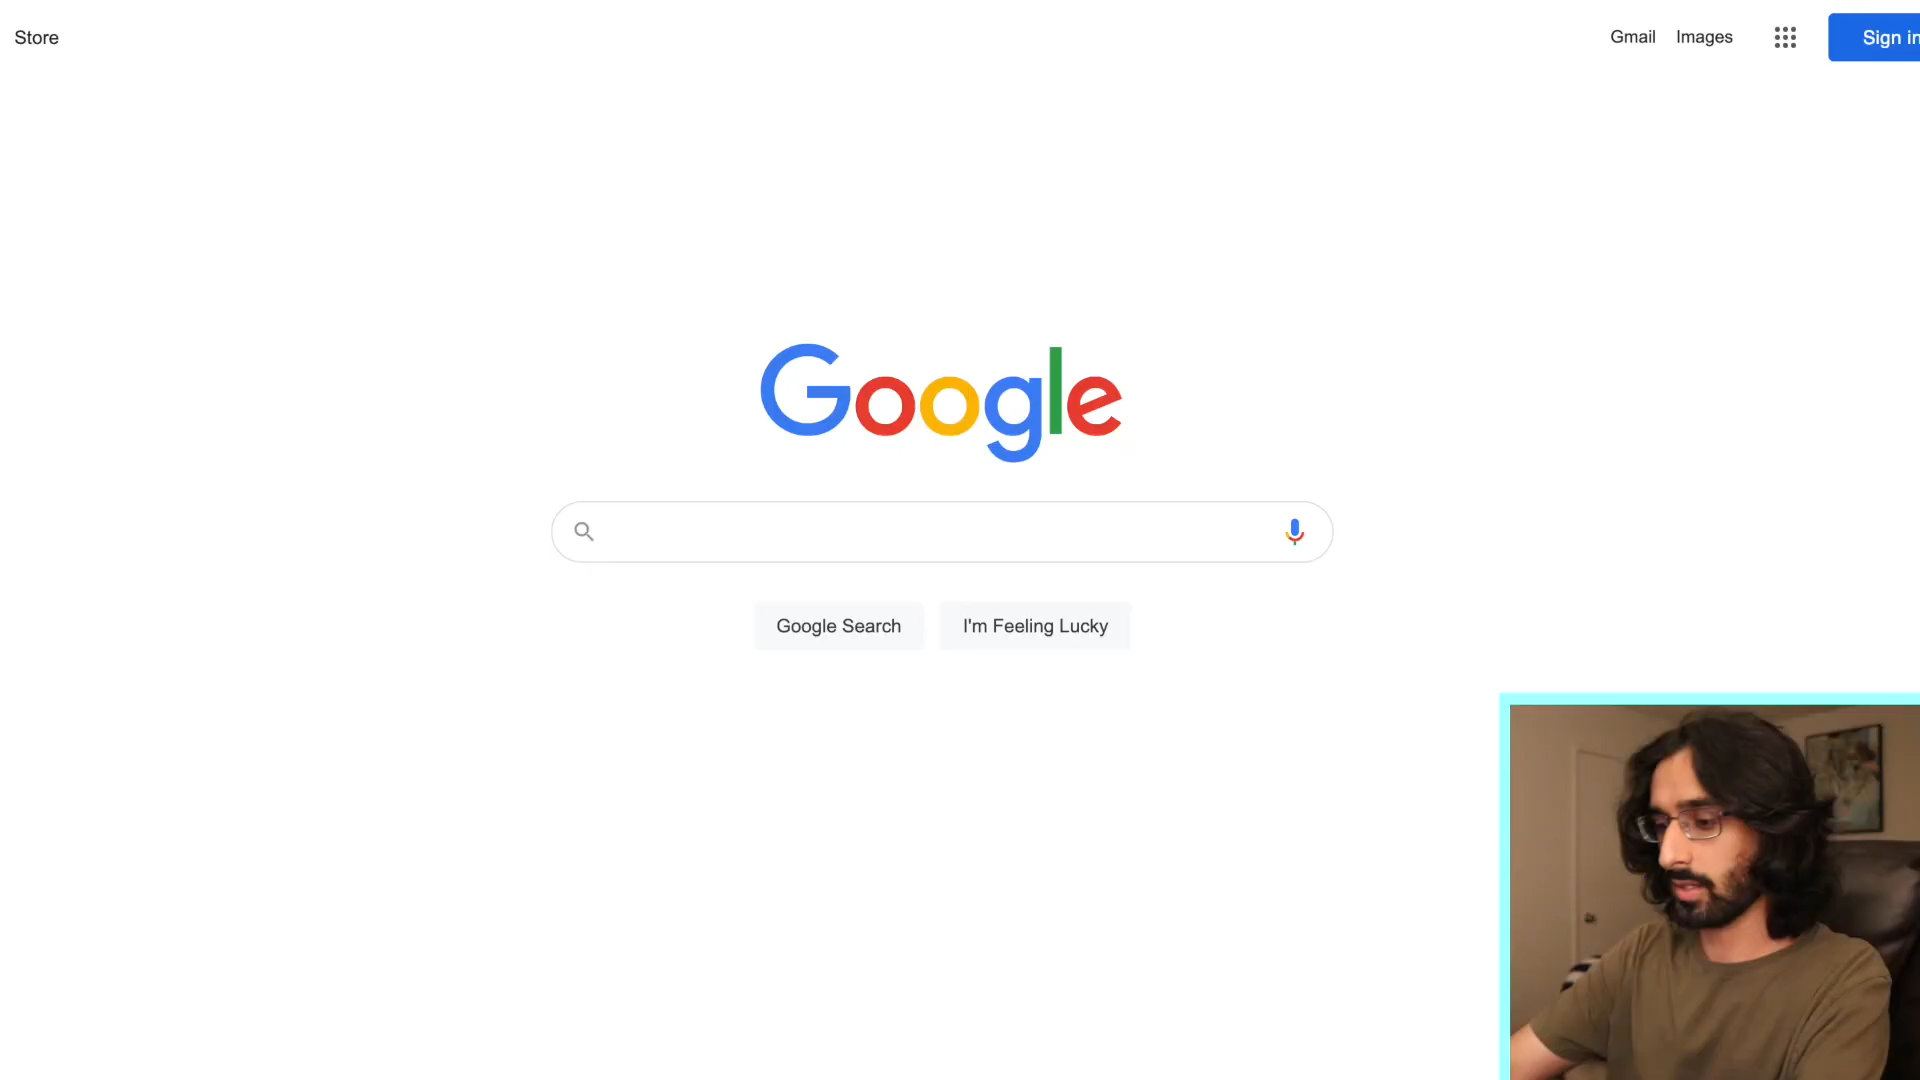 Store
Gmail Images
Sign in
Google
Google Search
I'm Feeling Lucky